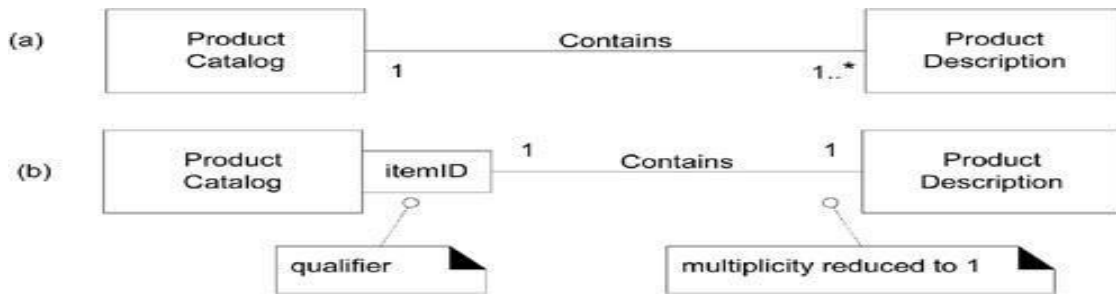 (a)
Product
Catalog
Contains
1
1..*
Product
Description
(b)
Product
Catalog
itemID
1
Contains
1
Product
Description
qualifier
multiplicity reduced to 1